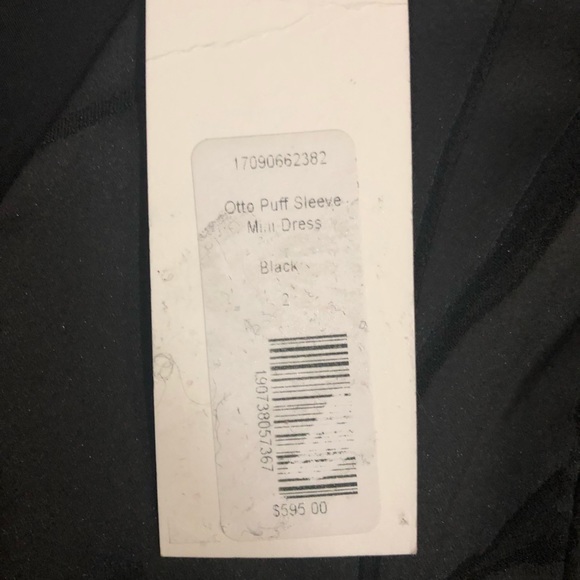 17090662382
Otto Puff Sleeve
Mini Dress
Black
2
190738057367
$595.00